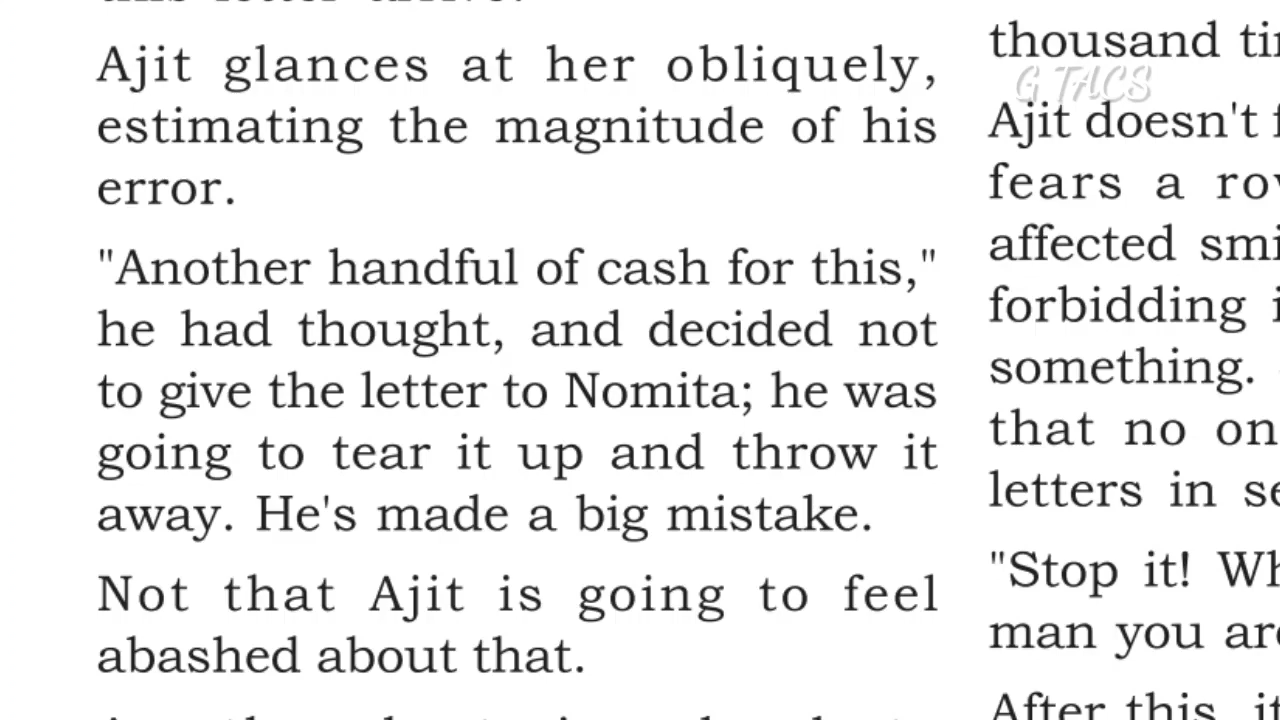 Ajit glances at her obliquely,
estimating the magnitude of his
error.
"Another handful of cash for this,"
he had thought, and decided not
to give the letter to Nomita; he was
going to tear it up and throw it
away. He's made a big mistake.
Not that Ajit is going to feel
abashed about that.
thousand
G TACS
Ajit doesn't
fears a
affected
forbidding
something.
that no
letters in
"Stop it!
man you
After this